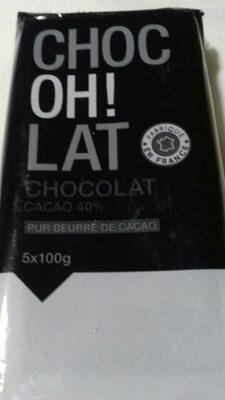 CHOC
OH!
LAT
FABRIQUÉ
EN FRANCE
CHOCOLAT
CACAO 40%
PUR BEURRE DE CACAO
5x100g